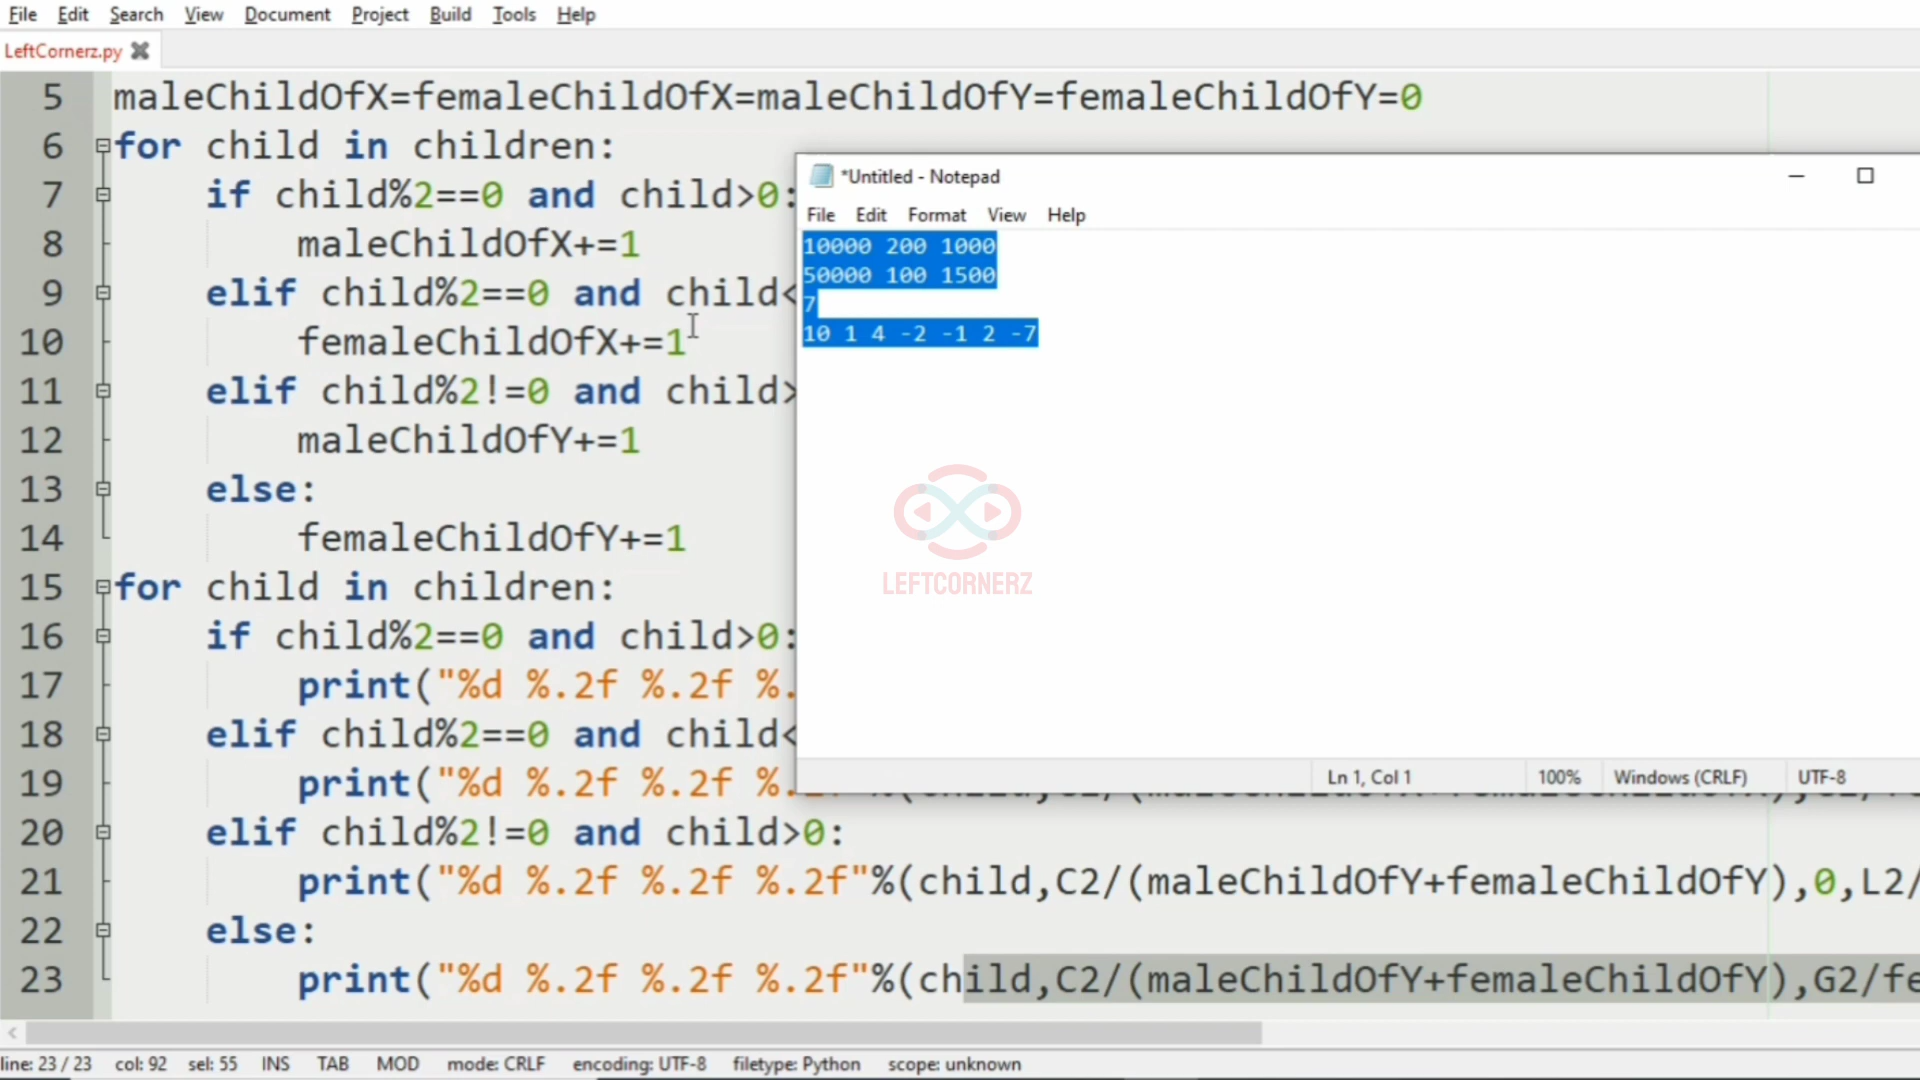 File Edit Search View Document Project Build Tools Help
LeftCornerz.py
5 maleChildOfX=femaleChildOfX=maleChildOfY=femaleChildOfY=0
6 for child in children:
7 if child%2==0 and child>0:
8 maleChildOfX+=1
9 elif child%2==0 and child<
10 femaleChildOfX+=1
11 elif child%2!=0 and child>
12 maleChildOfY+=1
13 else:
14 femaleChildOfY+=1
15 for child in children:
16 if child%2==0 and child>0:
17 print("%d %.2f %.2f %.
18 elif child%2==0 and child<
19 print("%d %.2f %.2f %.
20 elif child%2!=0 and child>0:
21 print("%d %.2f %.2f %.2f"%(child,C2/(maleChildOfY+femaleChildOfY),0,L2/
22 else:
23 print("%d %.2f %.2f %.2f"%(child,C2/(maleChildOfY+femaleChildOfY),G2/fe
*Untitled - Notepad
File Edit Format View Help
10000 200 1000
50000 100 1500
7
10 1 4 -2 -1 2 -7
LEFTCORNERZ
Ln 1, Col 1 100% Windows (CRLF) UTF-8
line: 23 / 23 col: 92 sel: 55 INS TAB MOD mode: CRLF encoding: UTF-8 filetype: Python scope: unknown